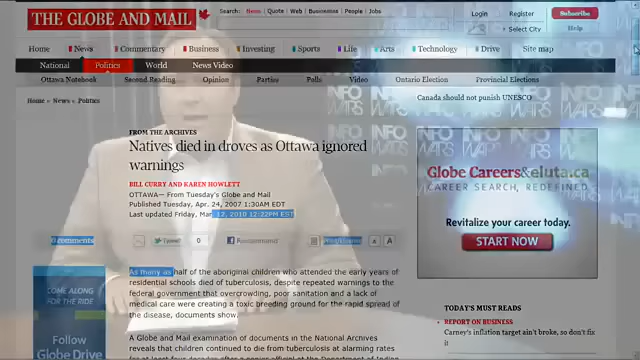 THE GLOBE AND MAIL
Search: News Quote Web Businesses People Jobs
Login Register Subscribe
Select City Help
Home News Commentary Business Investing Sports Life Arts Technology Drive Site map
National Politics World News Video
Ottawa Notebook Second Reading Opinion Parties Polls Video Ontario Election Provincial Elections
Home » News » Politics
Canada should not punish UNESCO
INFO WARS
FROM THE ARCHIVES
Natives died in droves as Ottawa ignored
warnings
BILL CURRY AND KAREN HOWLETT
OTTAWA— From Tuesday's Globe and Mail
Published Tuesday, Apr. 24, 2007 1:30AM EDT
Last updated Friday, Mar. 12, 2010 12:22PM EST
0 comments Tweet 0 Recommend A A
As many as half of the aboriginal children who attended the early years of
residential schools died of tuberculosis, despite repeated warnings to the
federal government that overcrowding, poor sanitation and a lack of
medical care were creating a toxic breeding ground for the rapid spread of
the disease, documents show.
A Globe and Mail examination of documents in the National Archives
reveals that children continued to die from tuberculosis at alarming rates
COME ALONG
FOR THE RIDE
Follow
Globe Drive
Globe Careers&eluta.ca
CAREER SEARCH, REDEFINED.
Revitalize your career today.
START NOW
TODAY'S MUST READS
REPORT ON BUSINESS
Carney's inflation target ain't broke, so don't fix
it